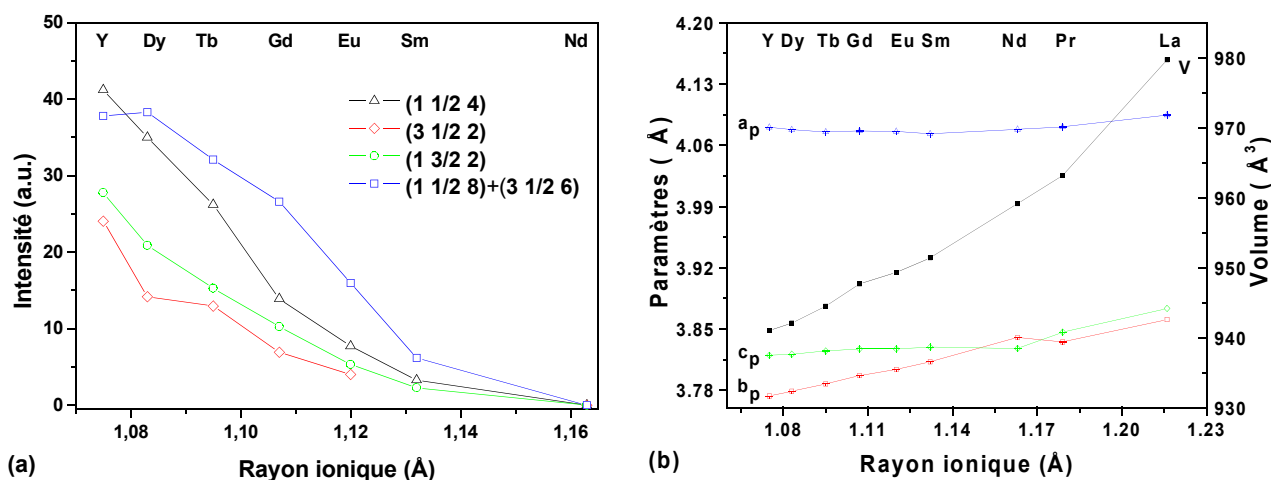 50
40
30
20
10
0
Intensité (a.u.)
Y Dy Tb Gd Eu Sm Nd
(1 1/2 4)
(3 1/2 2)
(1 3/2 2)
(1 1/2 8)+(3 1/2 6)
1,08 1,10 1,12 1,14 1,16
Rayon ionique (Å)
(a)
4.20
4.13
4.06
3.99
3.92
3.85
3.78
Paramètres ( Å)
Y Dy Tb Gd Eu Sm Nd Pr La
V
ap
cp
bp
980
970
960
950
940
930
Volume ( Å3)
1.08 1.11 1.14 1.17 1.20 1.23
Rayon ionique (Å)
(b)